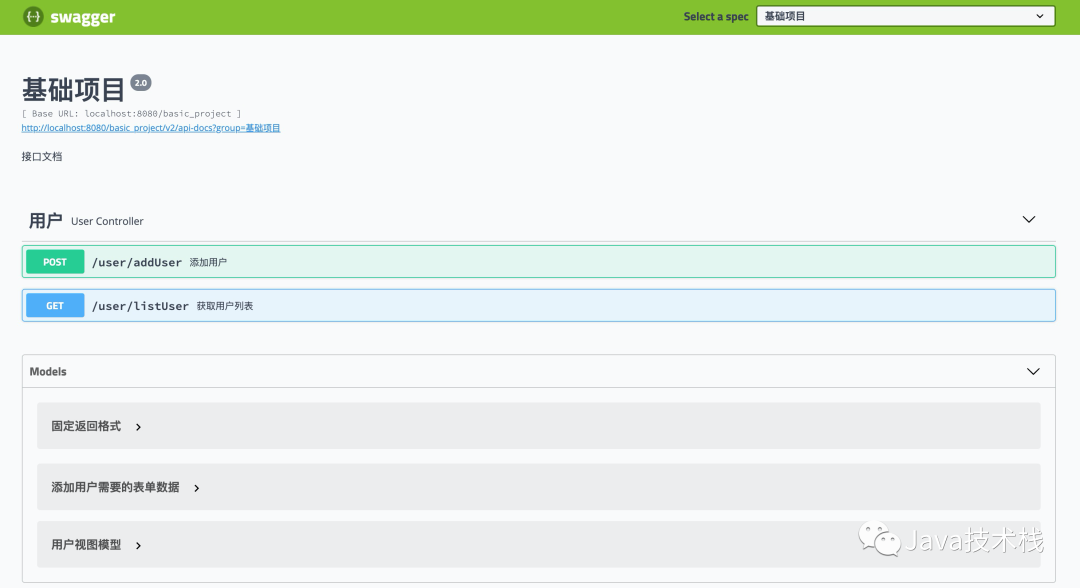 swagger
Select a spec 基础项目
基础项目 2.0
[ Base URL: localhost:8080/basic_project ]
http://localhost:8080/basic_project/v2/api-docs?group=基础项目
接口文档
用户 User Controller
POST /user/addUser 添加用户
GET /user/listUser 获取用户列表
Models
固定返回格式
添加用户需要的表单数据
用户视图模型
Java技术栈